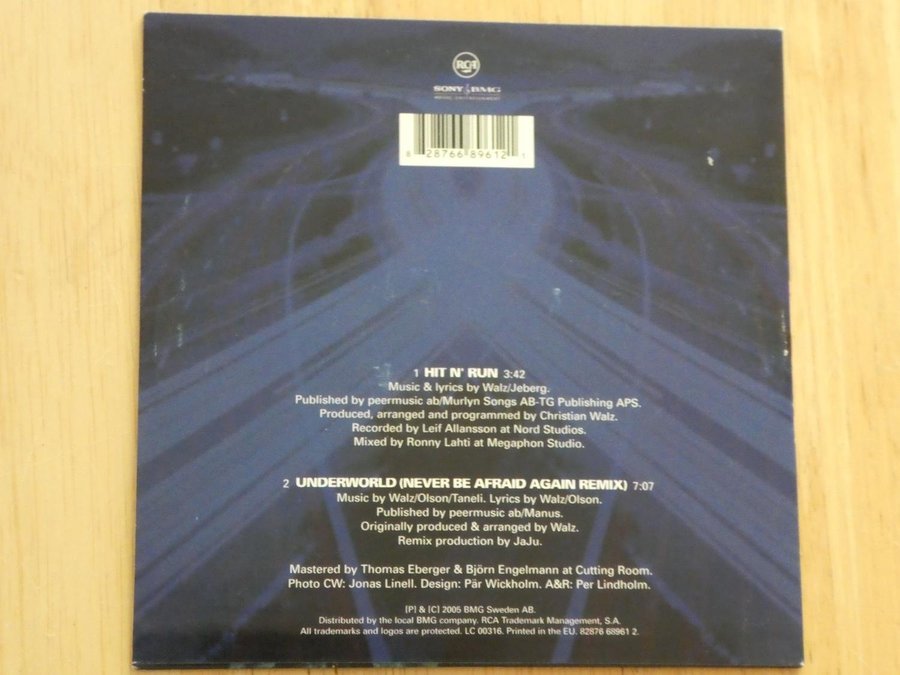 RCA
SONY BMG
MUSIC ENTERTAINMENT
8 28766 89612 1
1 HIT N' RUN 3:42
Music & lyrics by Walz/Jeberg.
Published by peermusic ab/Murlyn Songs AB-TG Publishing APS.
Produced, arranged and programmed by Christian Walz.
Recorded by Leif Allansson at Nord Studios.
Mixed by Ronny Lahti at Megaphon Studio.
2 UNDERWORLD (NEVER BE AFRAID AGAIN REMIX) 7:07
Music by Walz/Olson/Taneli. Lyrics by Walz/Olson.
Published by peermusic ab/Manus.
Originally produced & arranged by Walz.
Remix production by JaJu.
Mastered by Thomas Eberger & Björn Engelmann at Cutting Room.
Photo CW: Jonas Linell. Design: Pär Wickholm. A&R: Per Lindholm.
(P) & (C) 2005 BMG Sweden AB.
Distributed by the local BMG company. RCA Trademark Management, S.A.
All trademarks and logos are protected. LC 00316. Printed in the EU. 82876 68961 2.